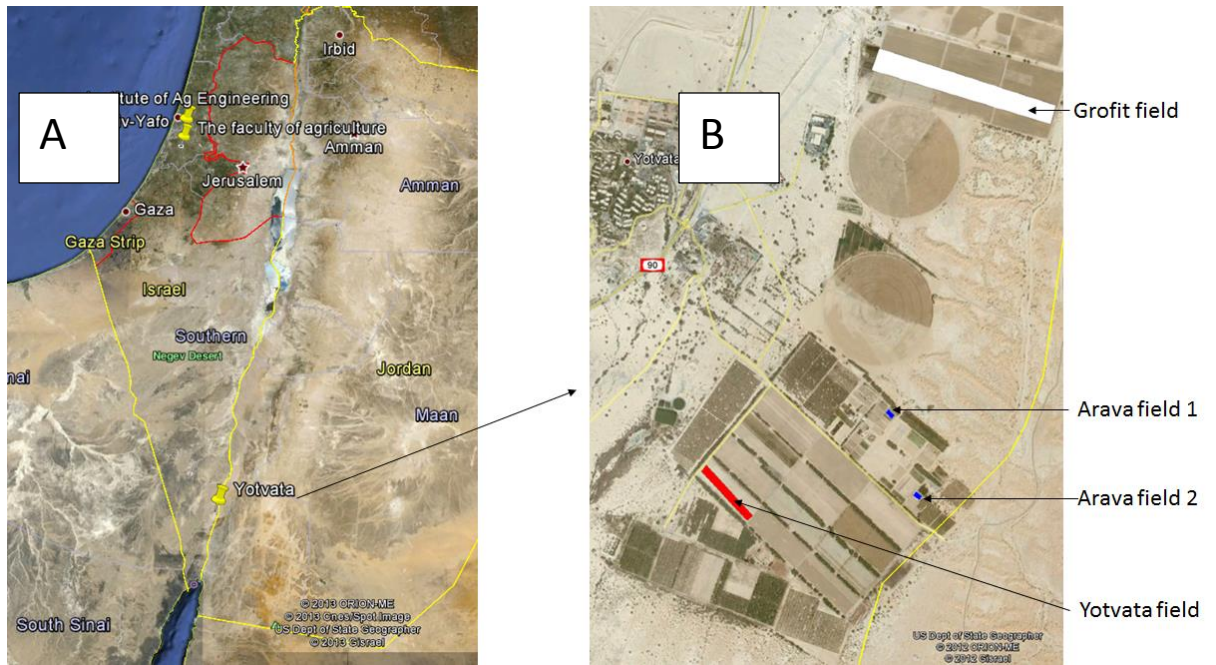 Irbid
A
itute of Ag Engineering
v-Yafo
The faculty of agriculture
Amman
Jerusalem
Amman
Gaza
Gaza Strip
Israel
Southern
Negev Desert
nai
Jordan
Maan
Yotvata
© 2013 ORION-ME
© 2013 Cnes/Spot Image
US Dept of State Geographer
© 2013 Gisrael
South Sinai
B
Yotvata
90
Grofit field
Arava field 1
Arava field 2
Yotvata field
US Dept of State Geographer
© 2012 ORION-ME
© 2012 Gisrael